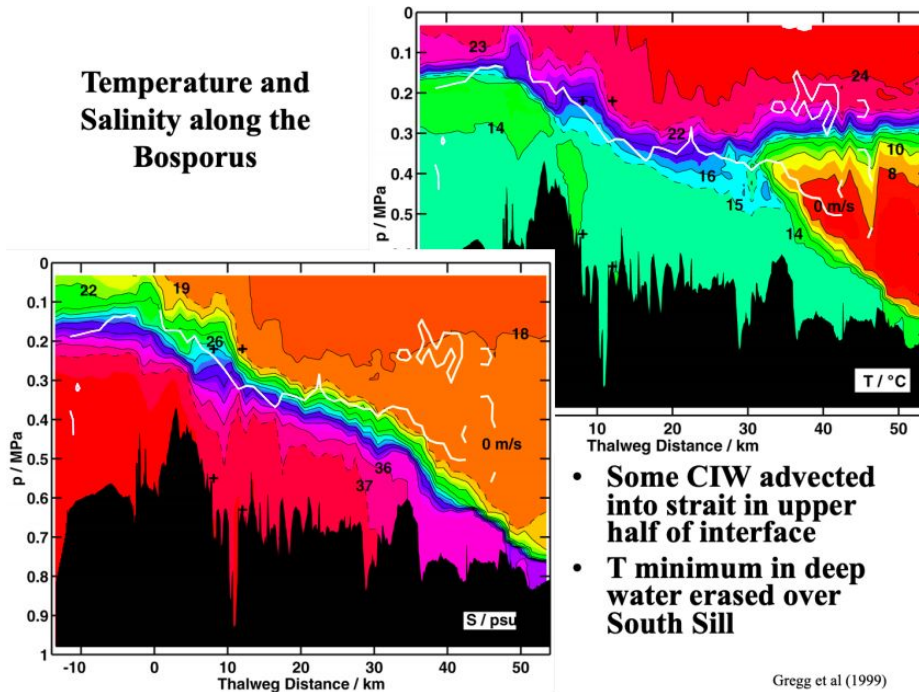 Temperature and
Salinity along the
Bosporus
0
0.1
0.2
0.3
0.4
0.5
p / MPa
23
24
14
22
16
15
10
8
0 m/s
14
T / °C
10 20 30 40 50
Thalweg Distance / km
0
0.1
0.2
0.3
0.4
0.5
0.6
0.7
0.8
0.9
1
p / MPa
22
19
18
26
0 m/s
36
37
S / psu
-10 0 10 20 30 40 50
Thalweg Distance / km
• Some CIW advected
into strait in upper
half of interface
• T minimum in deep
water erased over
South Sill
Gregg et al (1999)